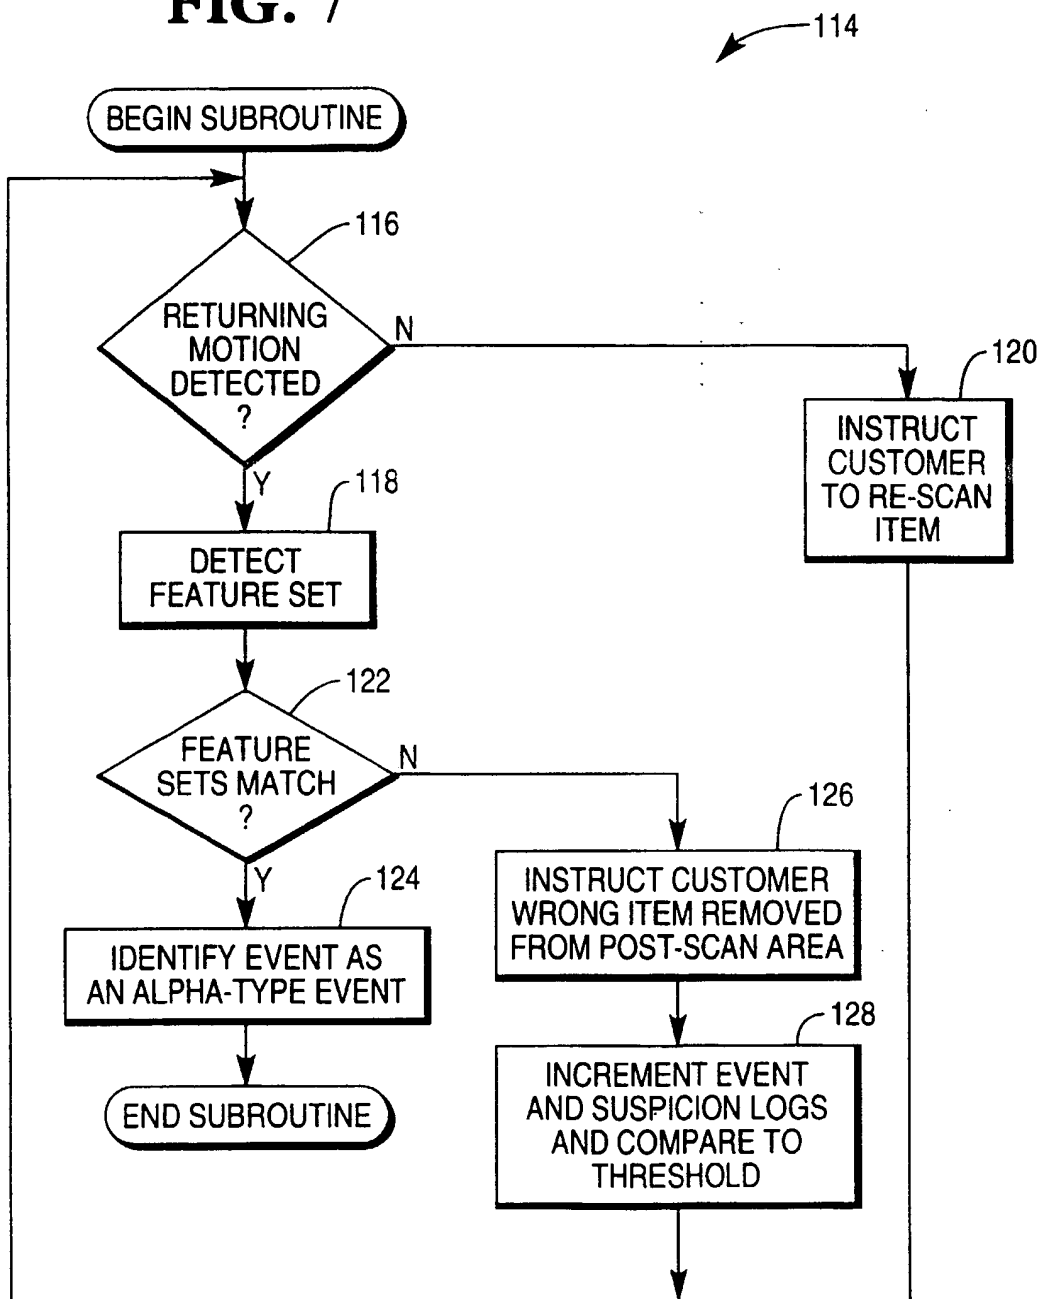 FIG. 7
114
BEGIN SUBROUTINE
116
RETURNING
MOTION
DETECTED
?
N
Y
120
INSTRUCT
CUSTOMER
TO RE-SCAN
ITEM
118
DETECT
FEATURE SET
122
FEATURE
SETS MATCH
?
N
Y
126
INSTRUCT CUSTOMER
WRONG ITEM REMOVED
FROM POST-SCAN AREA
124
IDENTIFY EVENT AS
AN ALPHA-TYPE EVENT
128
INCREMENT EVENT
AND SUSPICION LOGS
AND COMPARE TO
THRESHOLD
END SUBROUTINE